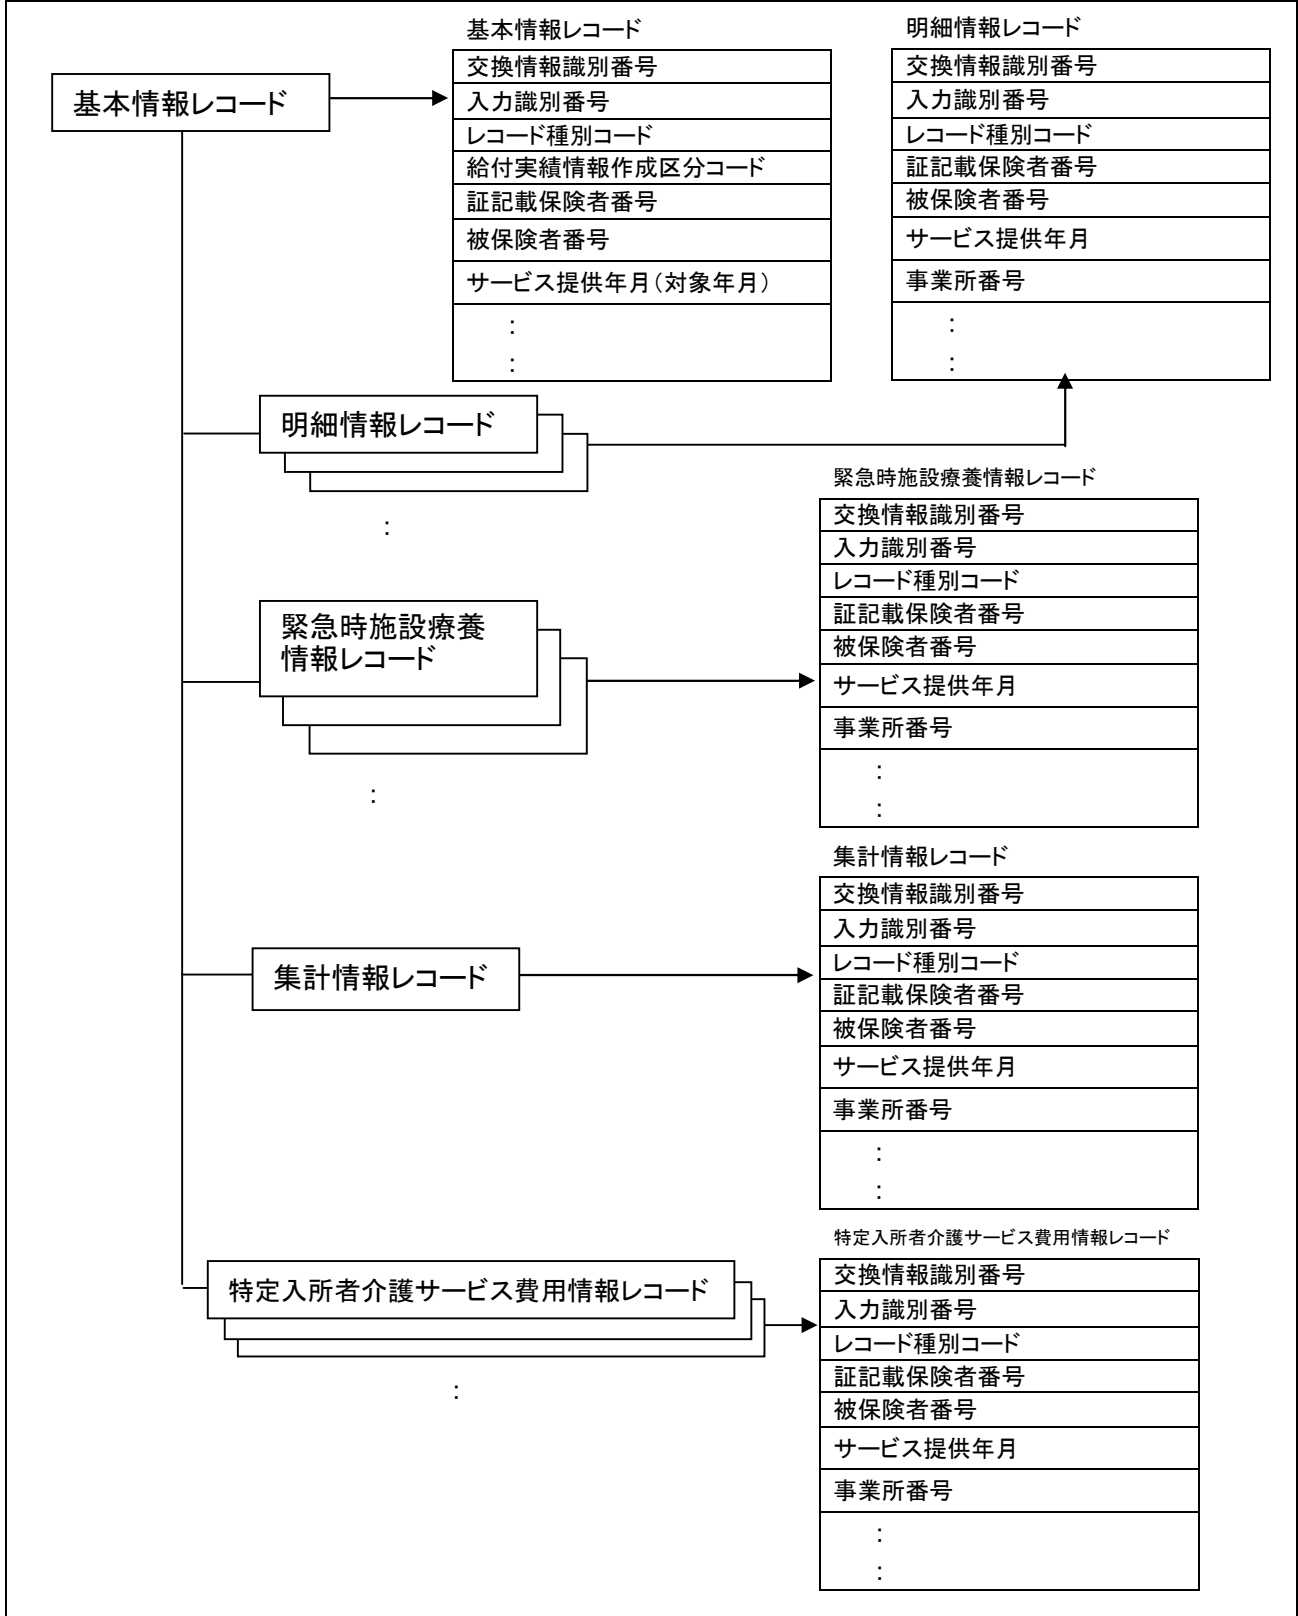 基本情報レコード
基本情報レコード
交換情報識別番号
入力識別番号
レコード種別コード
給付実績情報作成区分コード
証記載保険者番号
被保険者番号
サービス提供年月(対象年月)
:
:
明細情報レコード
交換情報識別番号
入力識別番号
レコード種別コード
証記載保険者番号
被保険者番号
サービス提供年月
事業所番号
:
:
明細情報レコード
:
緊急時施設療養情報レコード
交換情報識別番号
入力識別番号
レコード種別コード
証記載保険者番号
被保険者番号
サービス提供年月
事業所番号
:
:
緊急時施設療養
情報レコード
:
集計情報レコード
交換情報識別番号
入力識別番号
レコード種別コード
証記載保険者番号
被保険者番号
サービス提供年月
事業所番号
:
:
集計情報レコード
特定入所者介護サービス費用情報レコード
交換情報識別番号
入力識別番号
レコード種別コード
証記載保険者番号
被保険者番号
サービス提供年月
事業所番号
:
:
特定入所者介護サービス費用情報レコード
: